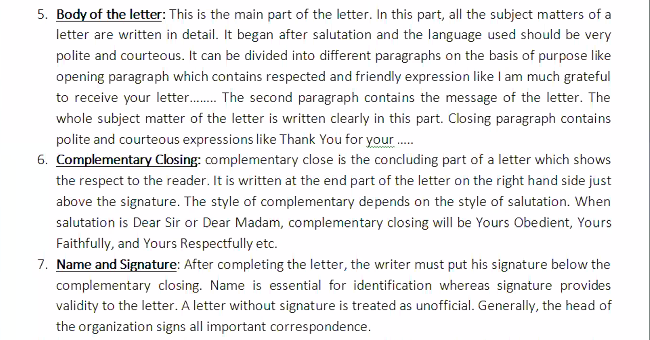 5. Body of the letter: This is the main part of the letter. In this part, all the subject matters of a
letter are written in detail. It began after salutation and the language used should be very
polite and courteous. It can be divided into different paragraphs on the basis of purpose like
opening paragraph which contains respected and friendly expression like I am much grateful
to receive your letter........ The second paragraph contains the message of the letter. The
whole subject matter of the letter is written clearly in this part. Closing paragraph contains
polite and courteous expressions like Thank You for your .....
6. Complementary Closing: complementary close is the concluding part of a letter which shows
the respect to the reader. It is written at the end part of the letter on the right hand side just
above the signature. The style of complementary depends on the style of salutation. When
salutation is Dear Sir or Dear Madam, complementary closing will be Yours Obedient, Yours
Faithfully, and Yours Respectfully etc.
7. Name and Signature: After completing the letter, the writer must put his signature below the
complementary closing. Name is essential for identification whereas signature provides
validity to the letter. A letter without signature is treated as unofficial. Generally, the head of
the organization signs all important correspondence.